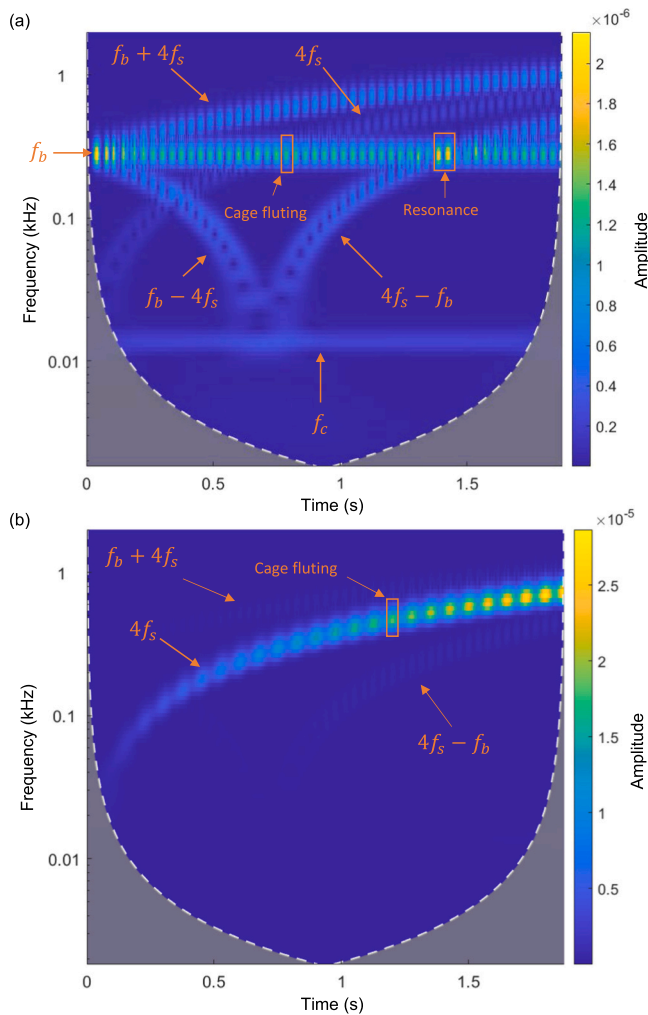 (a)
×10⁻⁶
f_b + 4f_s
4f_s
1
2
1.8
1.6
f_b
1.4
0.1
Cage fluting
Resonance
1.2
Frequency (kHz)
1
Amplitude
f_b − 4f_s
4f_s − f_b
0.8
0.01
0.6
f_c
0.4
0.2
0
0.5
1
1.5
Time (s)
(b)
×10⁻⁵
f_b + 4f_s
Cage fluting
1
2.5
4f_s
2
0.1
4f_s − f_b
1.5
Frequency (kHz)
Amplitude
1
0.01
0.5
0
0.5
1
1.5
Time (s)